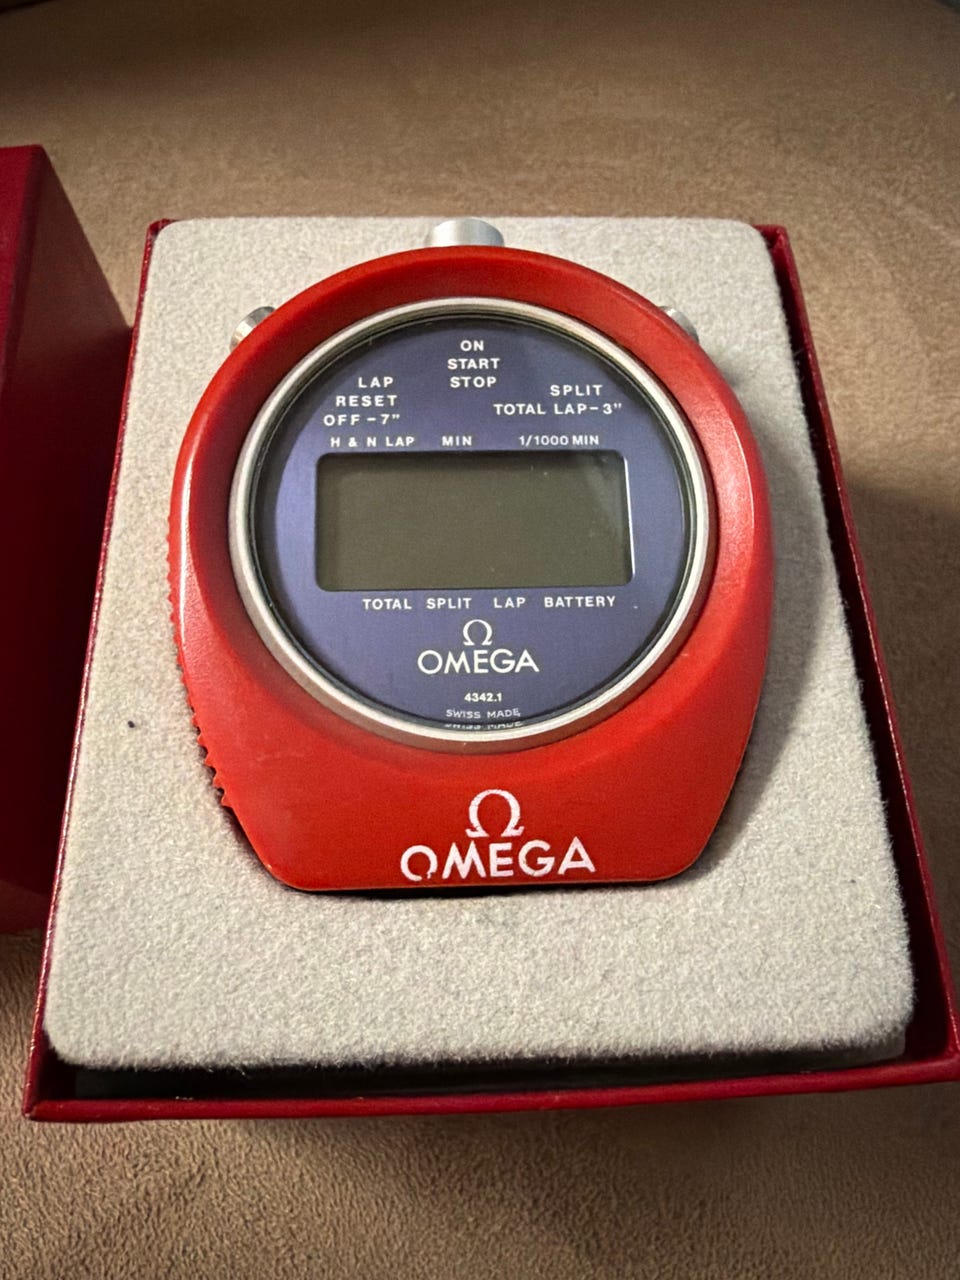 ON
START
STOP
LAP
RESET
OFF-7"
SPLIT
TOTAL LAP-3"
H & N LAP MIN 1/1000 MIN
TOTAL SPLIT LAP BATTERY
Ω
OMEGA
4342.1
SWISS MADE
Ω
OMEGA